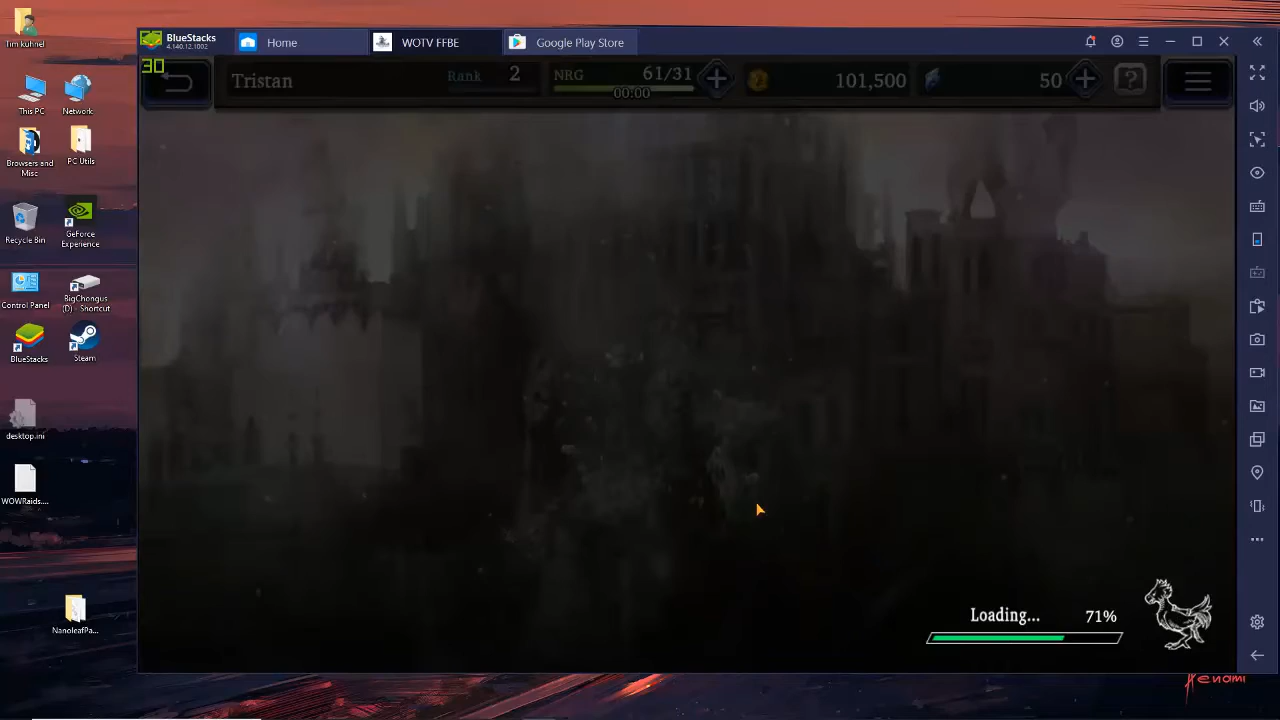 Tim kuhnel
This PC
Network
Browsers and
Misc
PC Utils
Recycle Bin
GeForce
Experience
Control Panel
BigChongus
(D) - Shortcut
BlueStacks
Steam
desktop.ini
WOWRaids....
NanoleafPa...
BlueStacks
4.140.12.1002
Home
WOTV FFBE
Google Play Store
30
Tristan
Rank 2
NRG 61/31
00:00
101,500
50
?
Loading... 71%